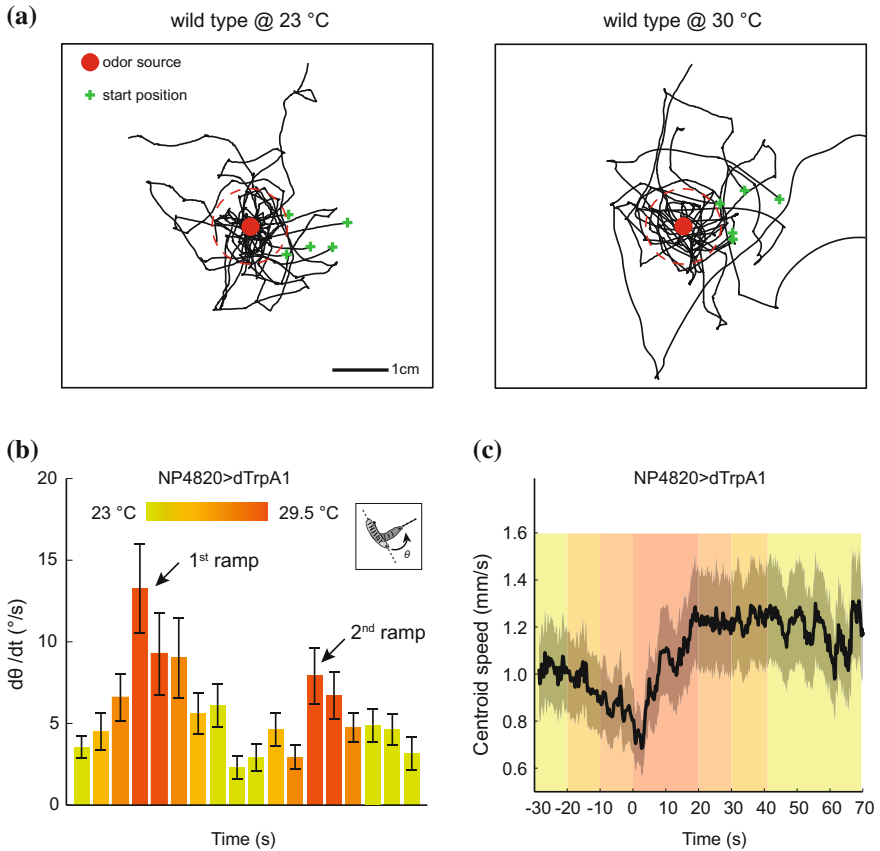 (a)
wild type @ 23 °C
wild type @ 30 °C
odor source
start position
1cm
(b)
NP4820>dTrpA1
20
15
10
5
0
dθ/dt (°/s)
23 °C
29.5 °C
θ
1st ramp
2nd ramp
Time (s)
(c)
NP4820>dTrpA1
1.6
1.4
1.2
1.0
0.8
0.6
Centroid speed (mm/s)
-30 -20 -10 0 10 20 30 40 50 60 70
Time (s)